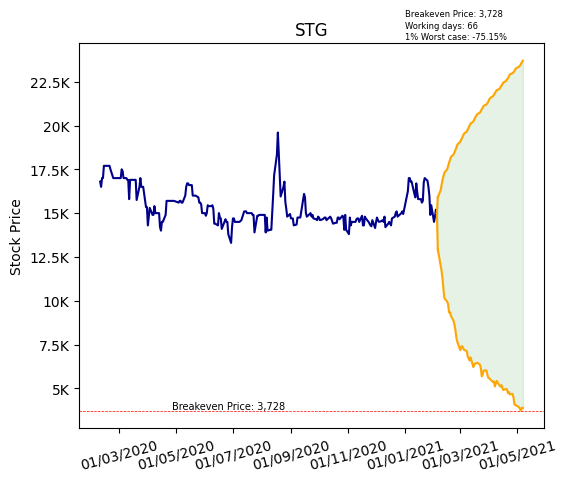 Breakeven Price: 3,728
Working days: 66
1% Worst case: -75.15%
STG
Stock Price
22.5K
20K
17.5K
15K
12.5K
10K
7.5K
5K
Breakeven Price: 3,728
01/03/2020
01/05/2020
01/07/2020
01/09/2020
01/11/2020
01/01/2021
01/03/2021
01/05/2021